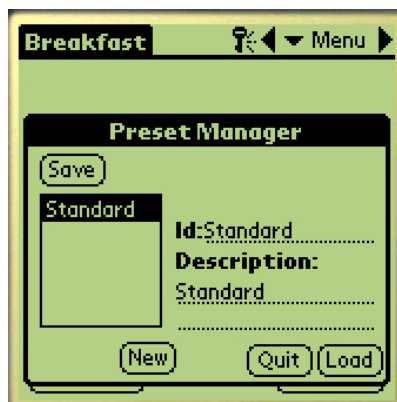 Breakfast Menu
Preset Manager
Save
Standard
Id:Standard
Description:
Standard
New Quit Load